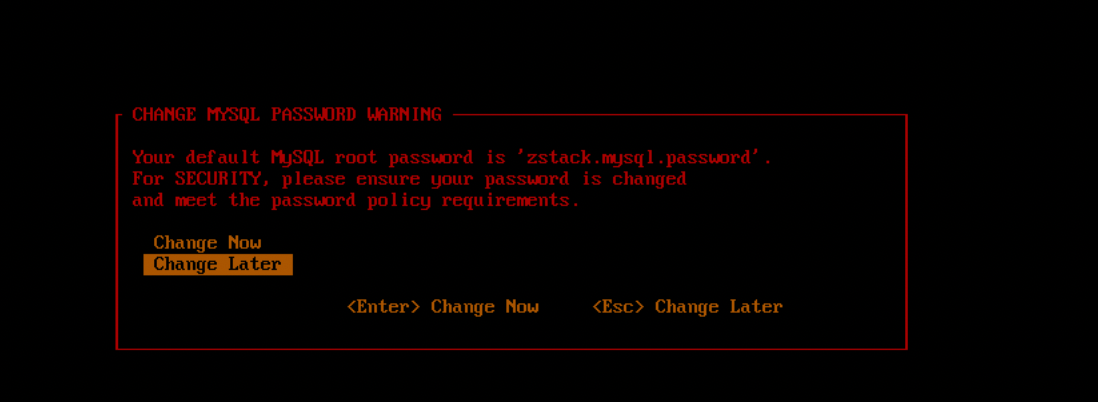 CHANGE MYSQL PASSWORD WARNING
Your default MySQL root password is 'zstack.mysql.password'.
For SECURITY, please ensure your password is changed
and meet the password policy requirements.
Change Now
Change Later
<Enter> Change Now <Esc> Change Later